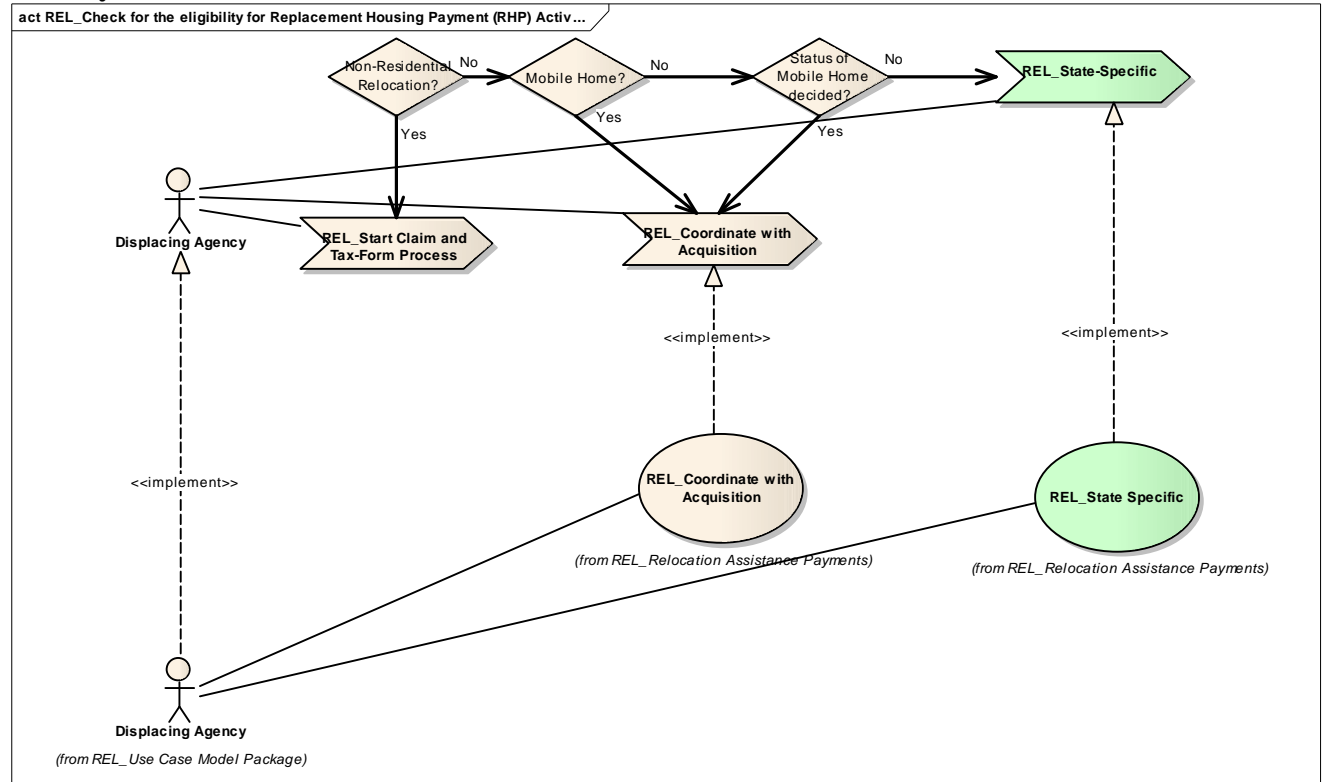 act REL_Check for the eligibility for Replacement Housing Payment (RHP) Activ...
Non-Residential
Relocation?
No
Mobile Home?
No
Status of
Mobile Home
decided?
No
REL_State-Specific
Yes
Yes
Yes
Displacing Agency
REL_Start Claim and
Tax-Form Process
REL_Coordinate with
Acquisition
<<implement>>
<<implement>>
<<implement>>
REL_Coordinate with
Acquisition
REL_State Specific
(from REL_Relocation Assistance Payments)
(from REL_Relocation Assistance Payments)
Displacing Agency
(from REL_Use Case Model Package)